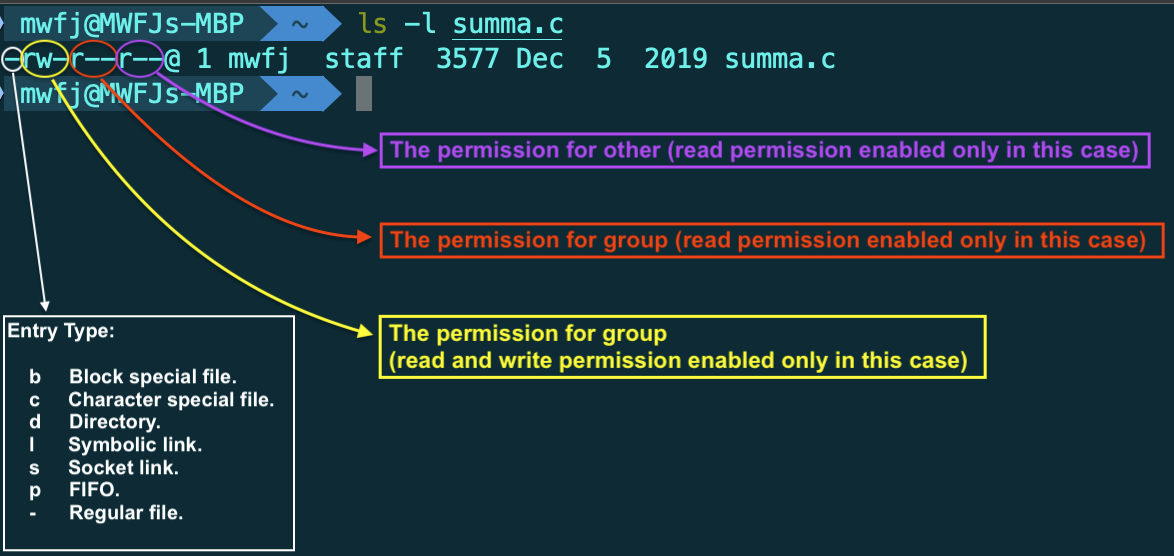 mwfj@MWFJs-MBP ~ ls -l summa.c
-rw-r--r--@ 1 mwfj staff 3577 Dec 5 2019 summa.c
mwfj@MWFJs-MBP ~
The permission for other (read permission enabled only in this case)
The permission for group (read permission enabled only in this case)
The permission for group
(read and write permission enabled only in this case)
Entry Type:
b Block special file.
c Character special file.
d Directory.
l Symbolic link.
s Socket link.
p FIFO.
- Regular file.